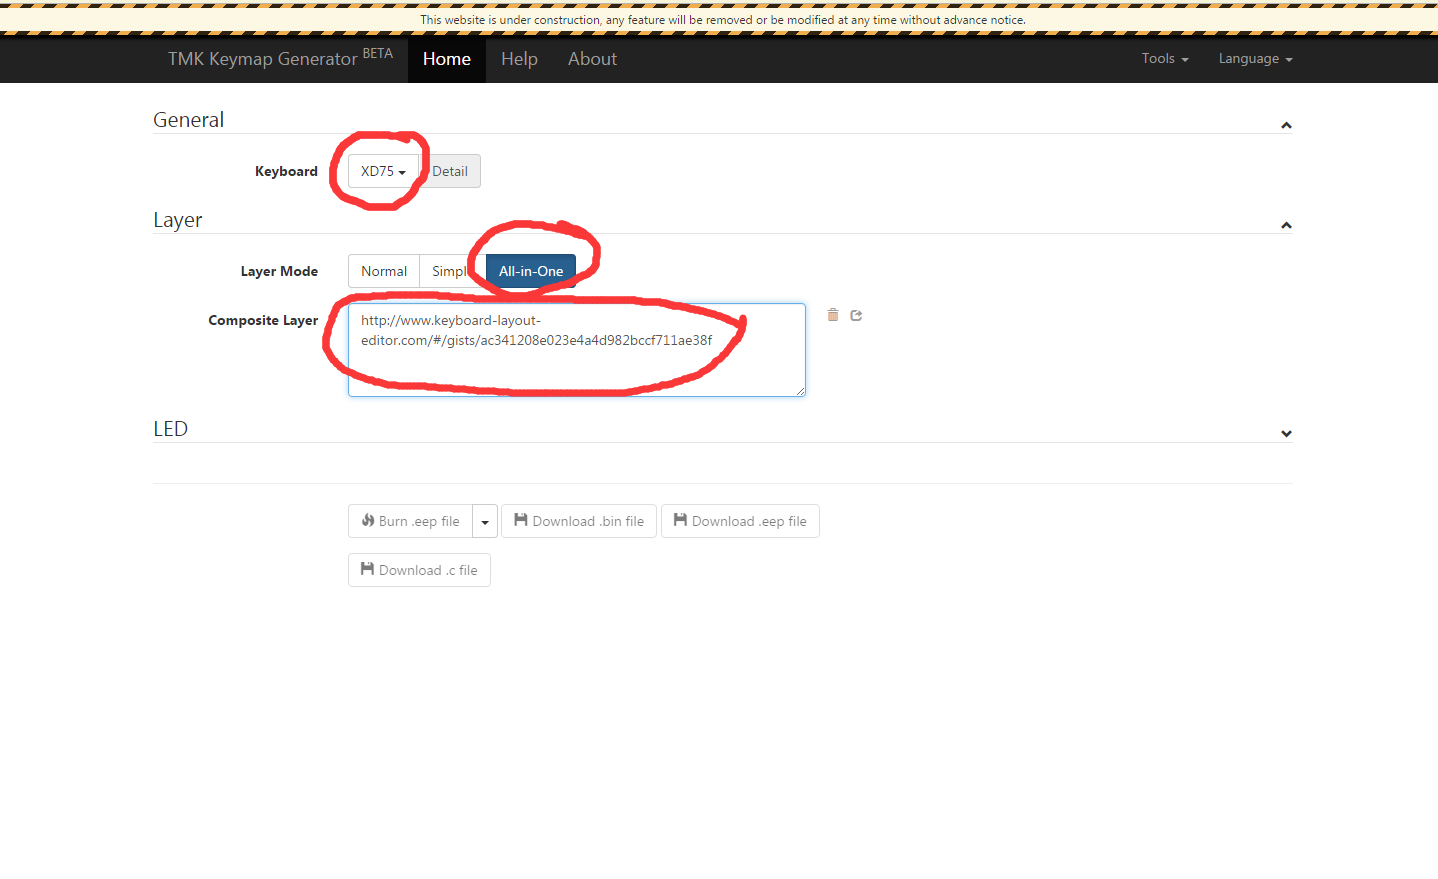 This website is under construction, any feature will be removed or be modified at any time without advance notice.
TMK Keymap Generator BETA Home Help About Tools Language
General
Keyboard XD75 Detail
Layer
Layer Mode Normal Simpl All-in-One
Composite Layer http://www.keyboard-layout-
editor.com/#/gists/ac341208e023e4a4d982bccf711ae38f
LED
Burn .eep file Download .bin file Download .eep file
Download .c file